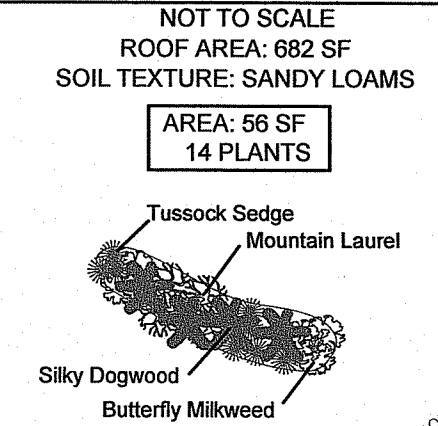 NOT TO SCALE
ROOF AREA: 682 SF
SOIL TEXTURE: SANDY LOAMS
AREA: 56 SF
14 PLANTS
Tussock Sedge
Mountain Laurel
Silky Dogwood
Butterfly Milkweed